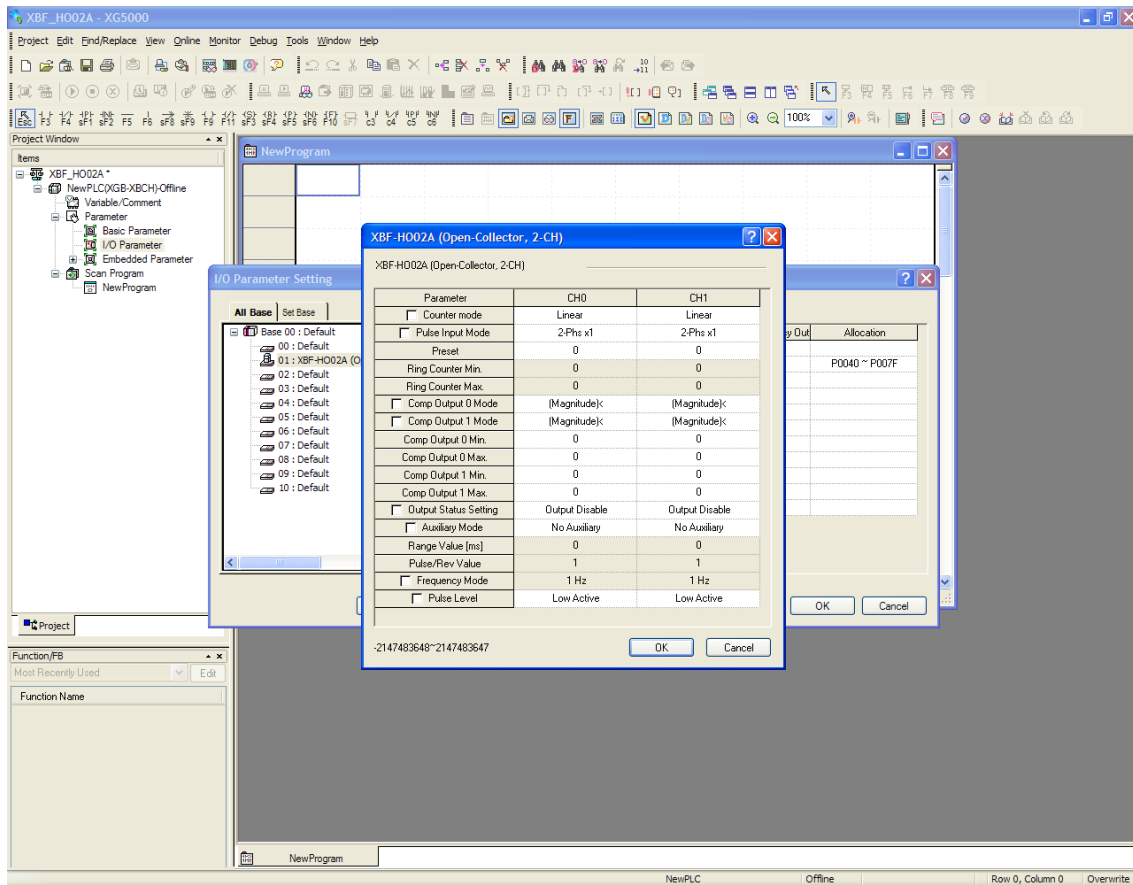 XBF_HO02A - XG5000
Project Edit Find/Replace View Online Monitor Debug Tools Window Help
100%
Project Window
Items
XBF_HO02A *
NewPLC(XGB-XBCH)-Offline
Variable/Comment
Parameter
Basic Parameter
I/O Parameter
Embedded Parameter
Scan Program
NewProgram
Project
Function/FB
Most Recently Used
Edit
Function Name
NewProgram
I/O Parameter Setting
All Base Set Base
Base 00 : Default
00 : Default
01 : XBF-HO02A (O
02 : Default
03 : Default
04 : Default
05 : Default
06 : Default
07 : Default
08 : Default
09 : Default
10 : Default
y Out Allocation
P0040 ~ P007F
OK Cancel
XBF-HO02A (Open-Collector, 2-CH)
XBF-HO02A (Open-Collector, 2-CH)
Parameter CH0 CH1
Counter mode Linear Linear
Pulse Input Mode 2-Phs x1 2-Phs x1
Preset 0 0
Ring Counter Min. 0 0
Ring Counter Max. 0 0
Comp Output 0 Mode (Magnitude)< (Magnitude)<
Comp Output 1 Mode (Magnitude)< (Magnitude)<
Comp Output 0 Min. 0 0
Comp Output 0 Max. 0 0
Comp Output 1 Min. 0 0
Comp Output 1 Max. 0 0
Output Status Setting Output Disable Output Disable
Auxiliary Mode No Auxiliary No Auxiliary
Range Value [ms] 0 0
Pulse/Rev Value 1 1
Frequency Mode 1 Hz 1 Hz
Pulse Level Low Active Low Active
-2147483648~2147483647
OK Cancel
NewProgram
NewPLC Offline Row 0, Column 0 Overwrite